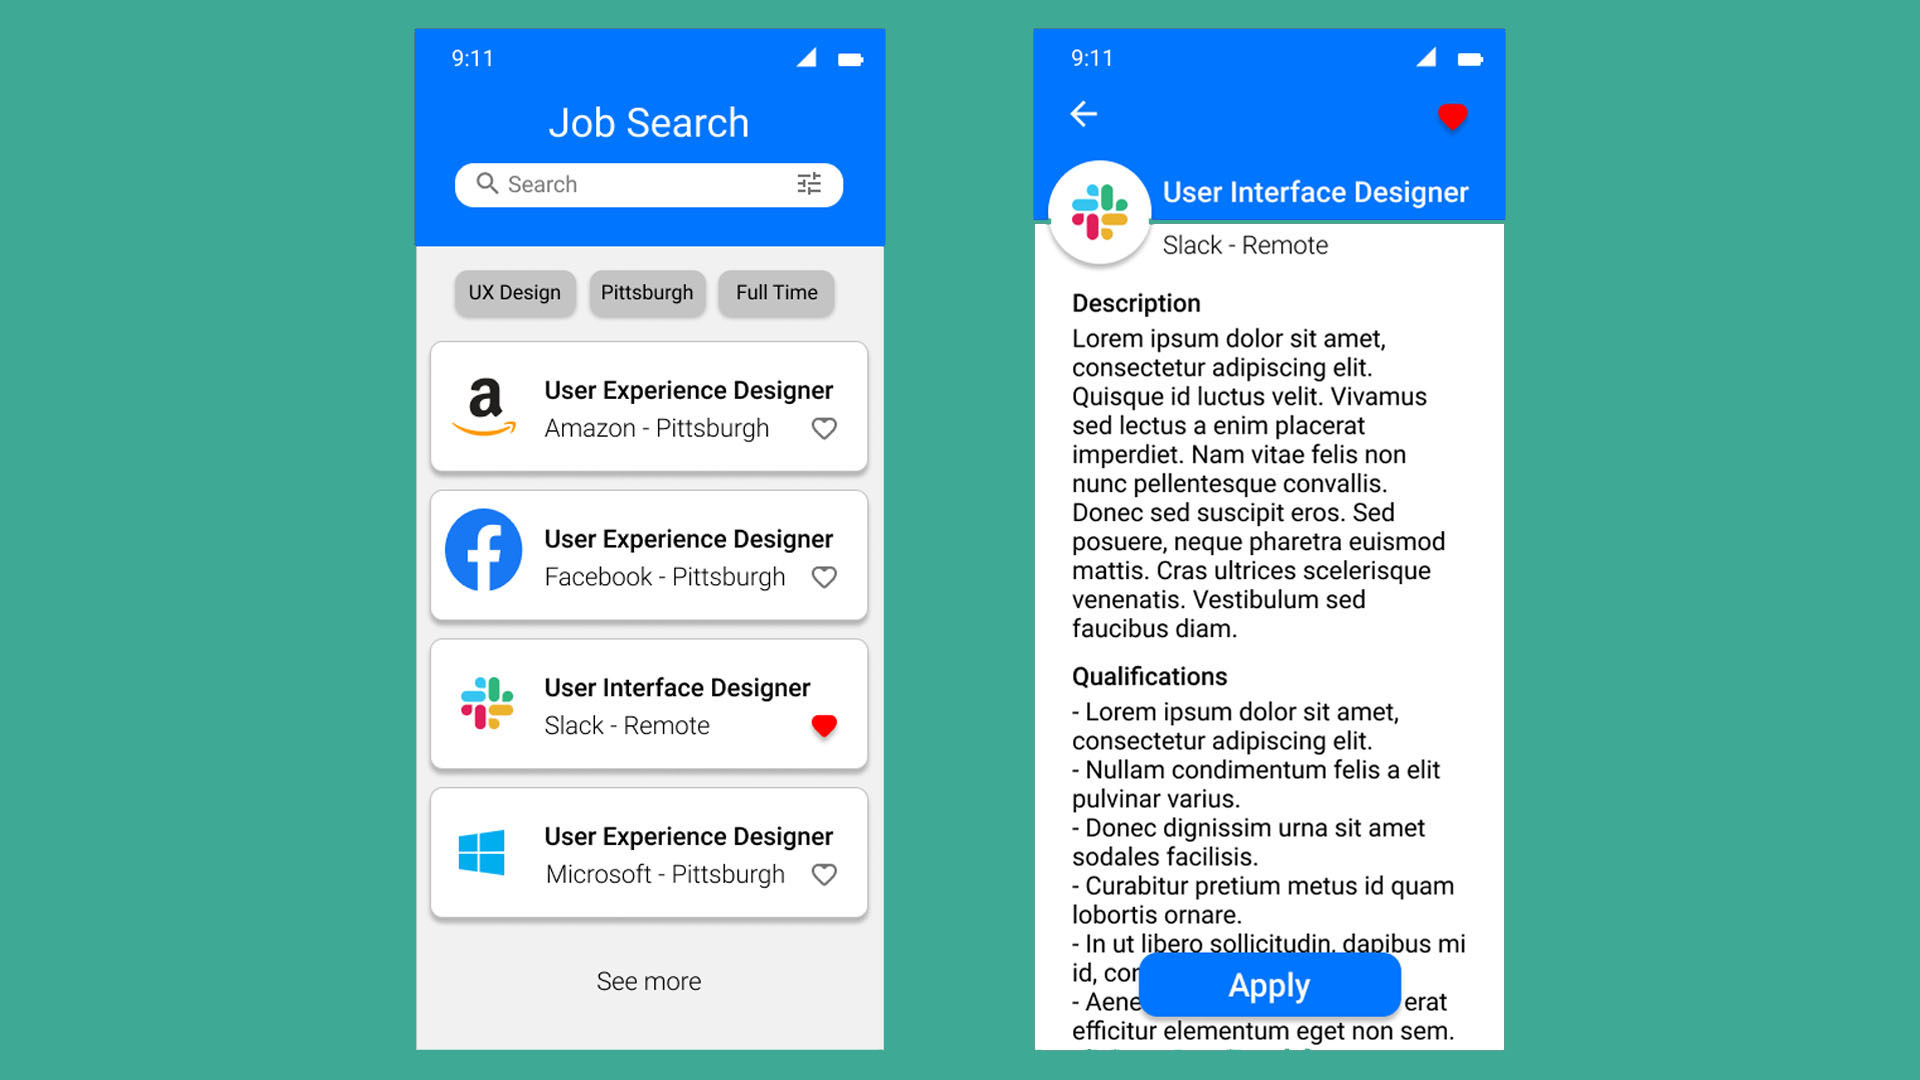 9:11
Job Search
Search
UX Design
Pittsburgh
Full Time
User Experience Designer
Amazon - Pittsburgh
User Experience Designer
Facebook - Pittsburgh
User Interface Designer
Slack - Remote
User Experience Designer
Microsoft - Pittsburgh
See more
9:11
User Interface Designer
Slack - Remote
Description
Lorem ipsum dolor sit amet,
consectetur adipiscing elit.
Quisque id luctus velit. Vivamus
sed lectus a enim placerat
imperdiet. Nam vitae felis non
nunc pellentesque convallis.
Donec sed suscipit eros. Sed
posuere, neque pharetra euismod
mattis. Cras ultrices scelerisque
venenatis. Vestibulum sed
faucibus diam.
Qualifications
- Lorem ipsum dolor sit amet,
consectetur adipiscing elit.
- Nullam condimentum felis a elit
pulvinar varius.
- Donec dignissim urna sit amet
sodales facilisis.
- Curabitur pretium metus id quam
lobortis ornare.
- In ut libero sollicitudin, dapibus mi
id,
Apply
- erat
efficitur elementum eget non sem.